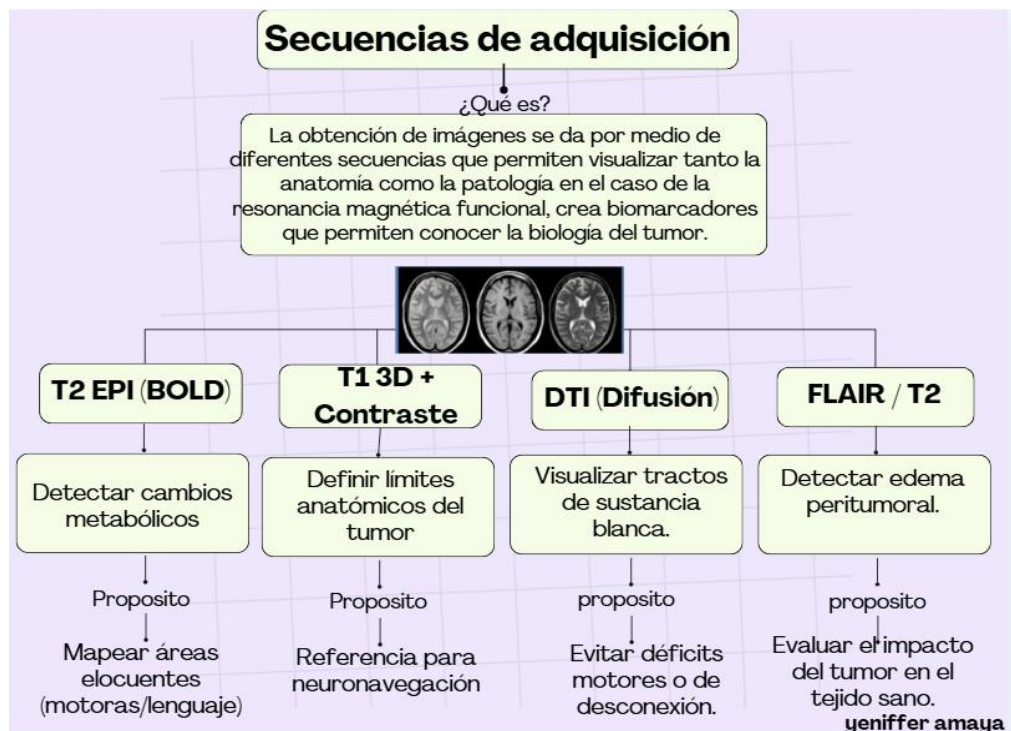 Secuencias de adquisición
¿Qué es?
La obtención de imágenes se da por medio de
diferentes secuencias que permiten visualizar tanto la
anatomía como la patología en el caso de la
resonancia magnética funcional, crea biomarcadores
que permiten conocer la biología del tumor.
T2 EPI (BOLD)
Detectar cambios
metabólicos
Proposito
Mapear áreas
elocuentes
(motoras/lenguaje)
T1 3D +
Contraste
Definir límites
anatómicos del
tumor
Proposito
Referencia para
neuronavegación
DTI (Difusión)
Visualizar tractos
de sustancia
blanca.
proposito
Evitar déficits
motores o de
desconexión.
FLAIR / T2
Detectar edema
peritumoral.
proposito
Evaluar el impacto
del tumor en el
tejido sano.
yeniffer amaya